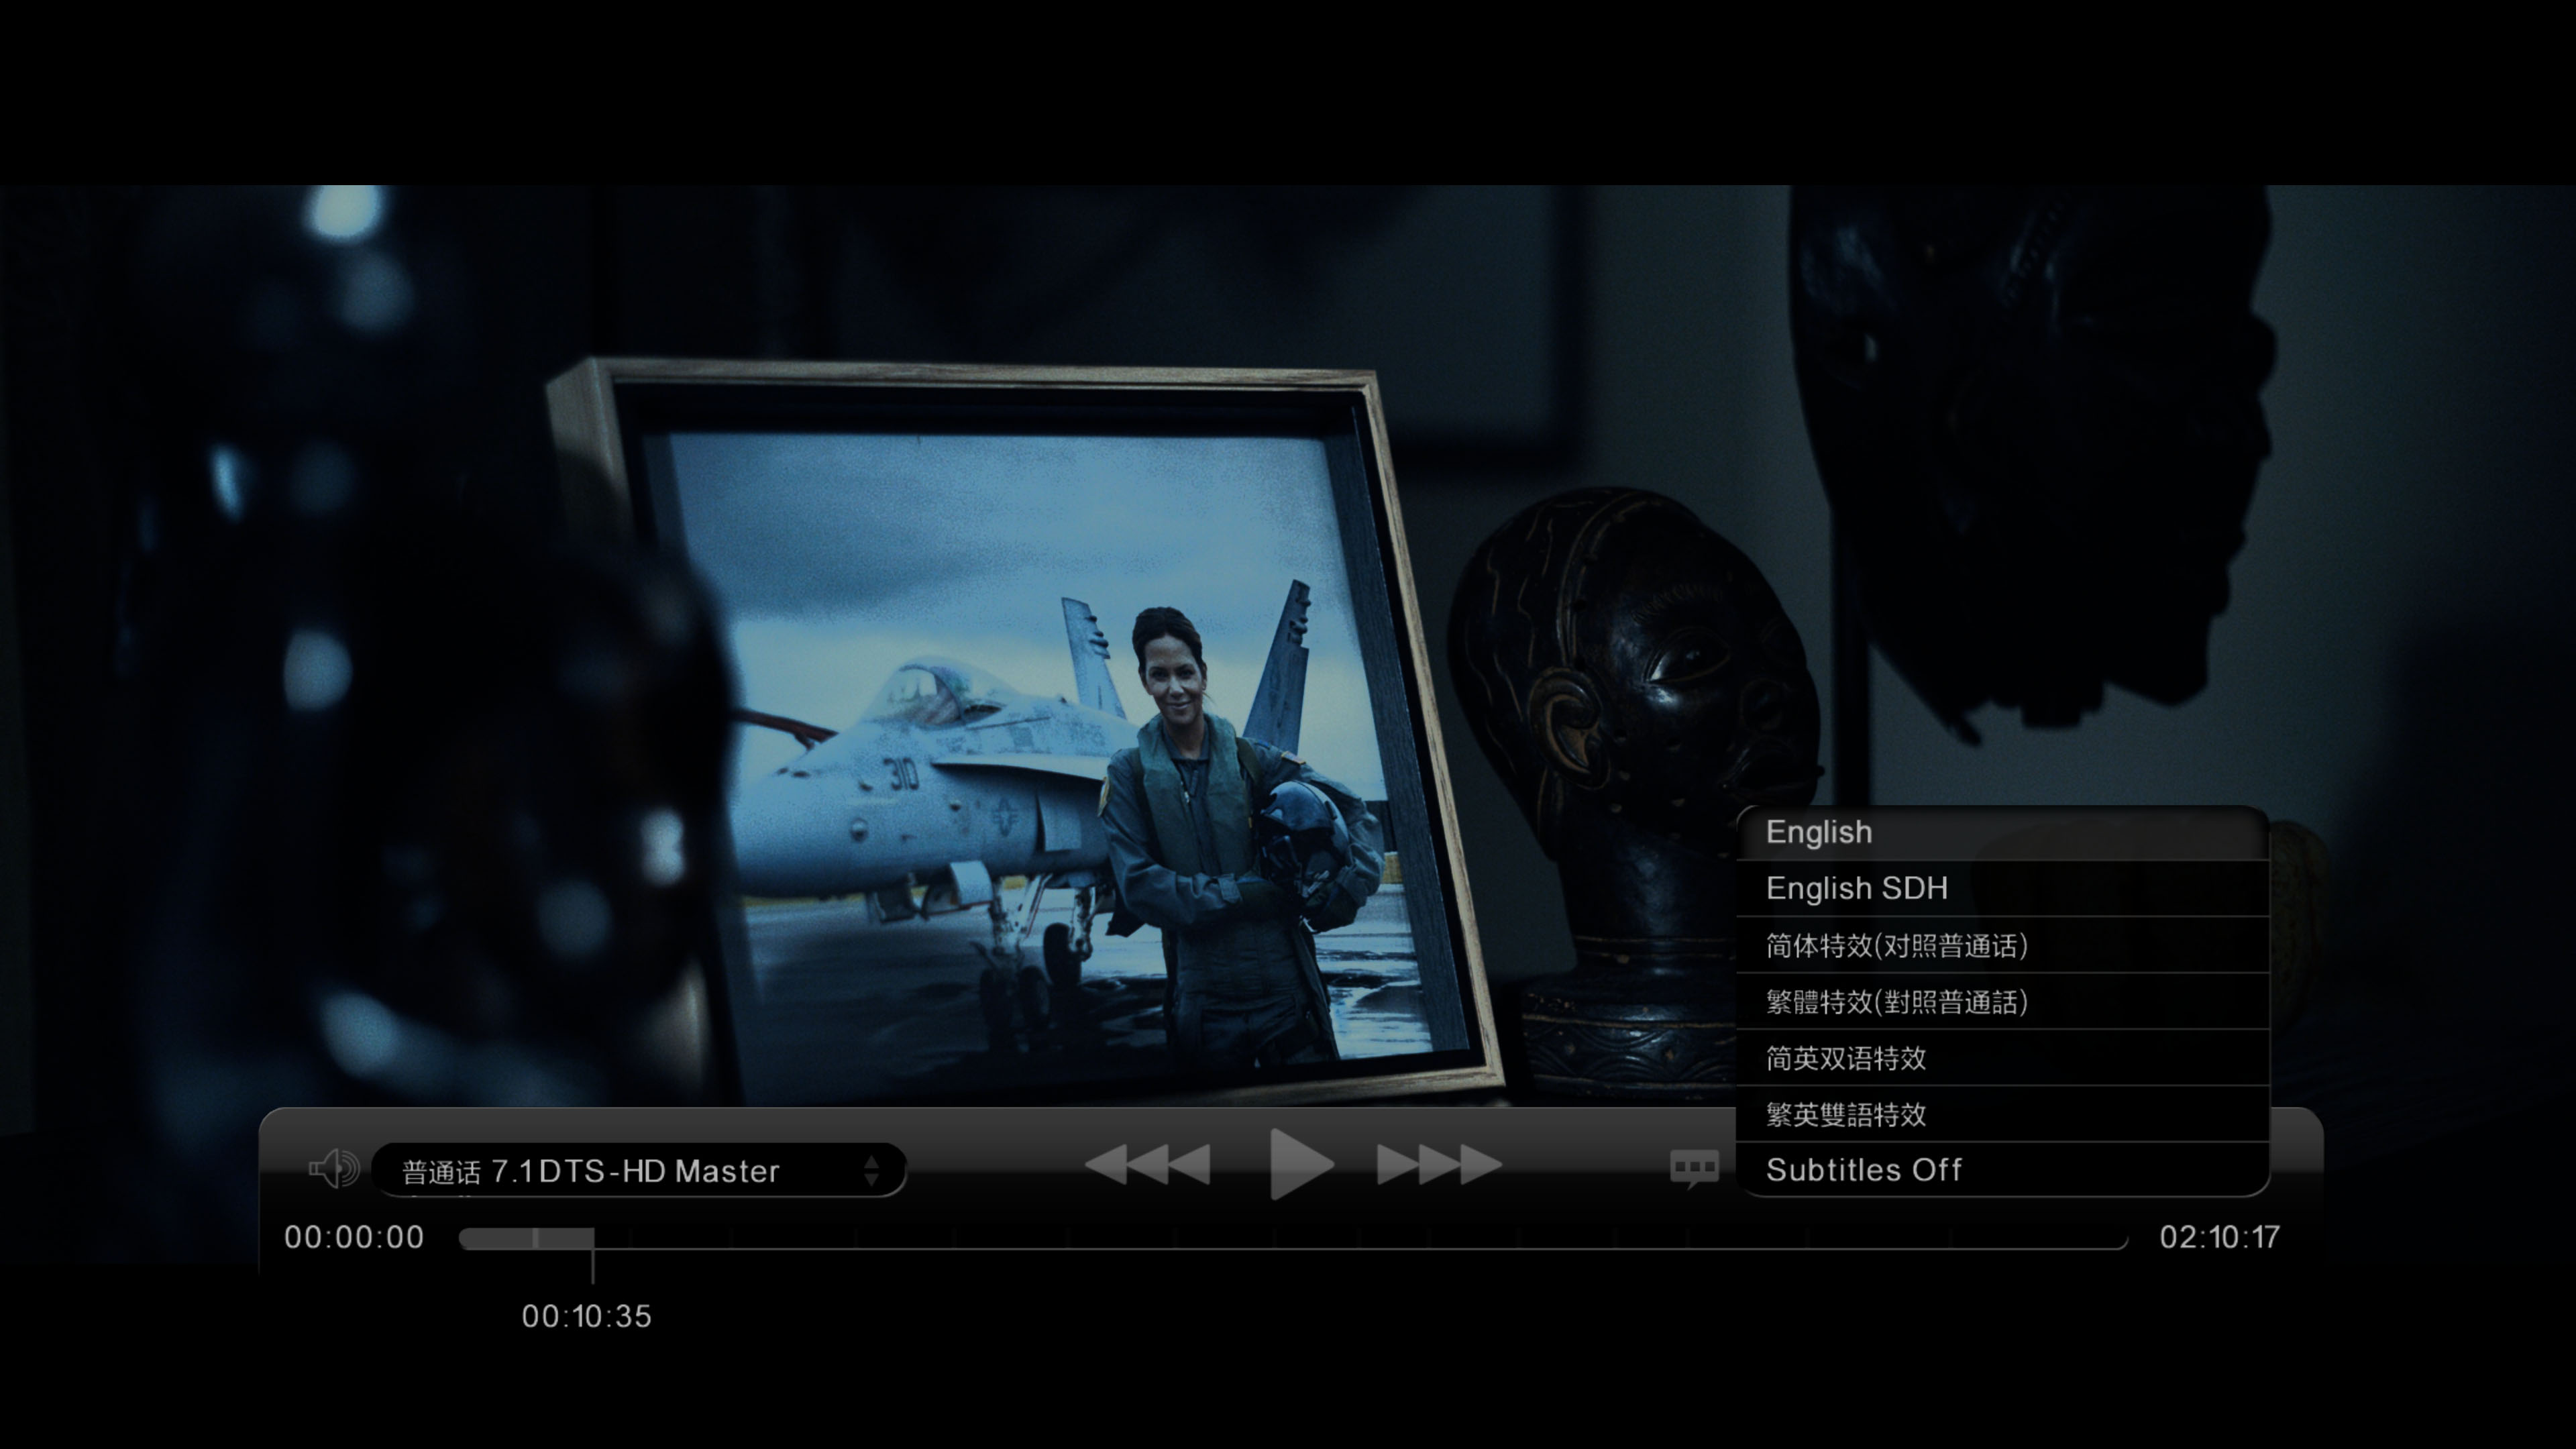 310
English
English SDH
简体特效(对照普通话)
繁體特效(對照普通話)
简英双语特效
繁英雙語特效
Subtitles Off
普通话 7.1DTS-HD Master
00:00:00
02:10:17
00:10:35